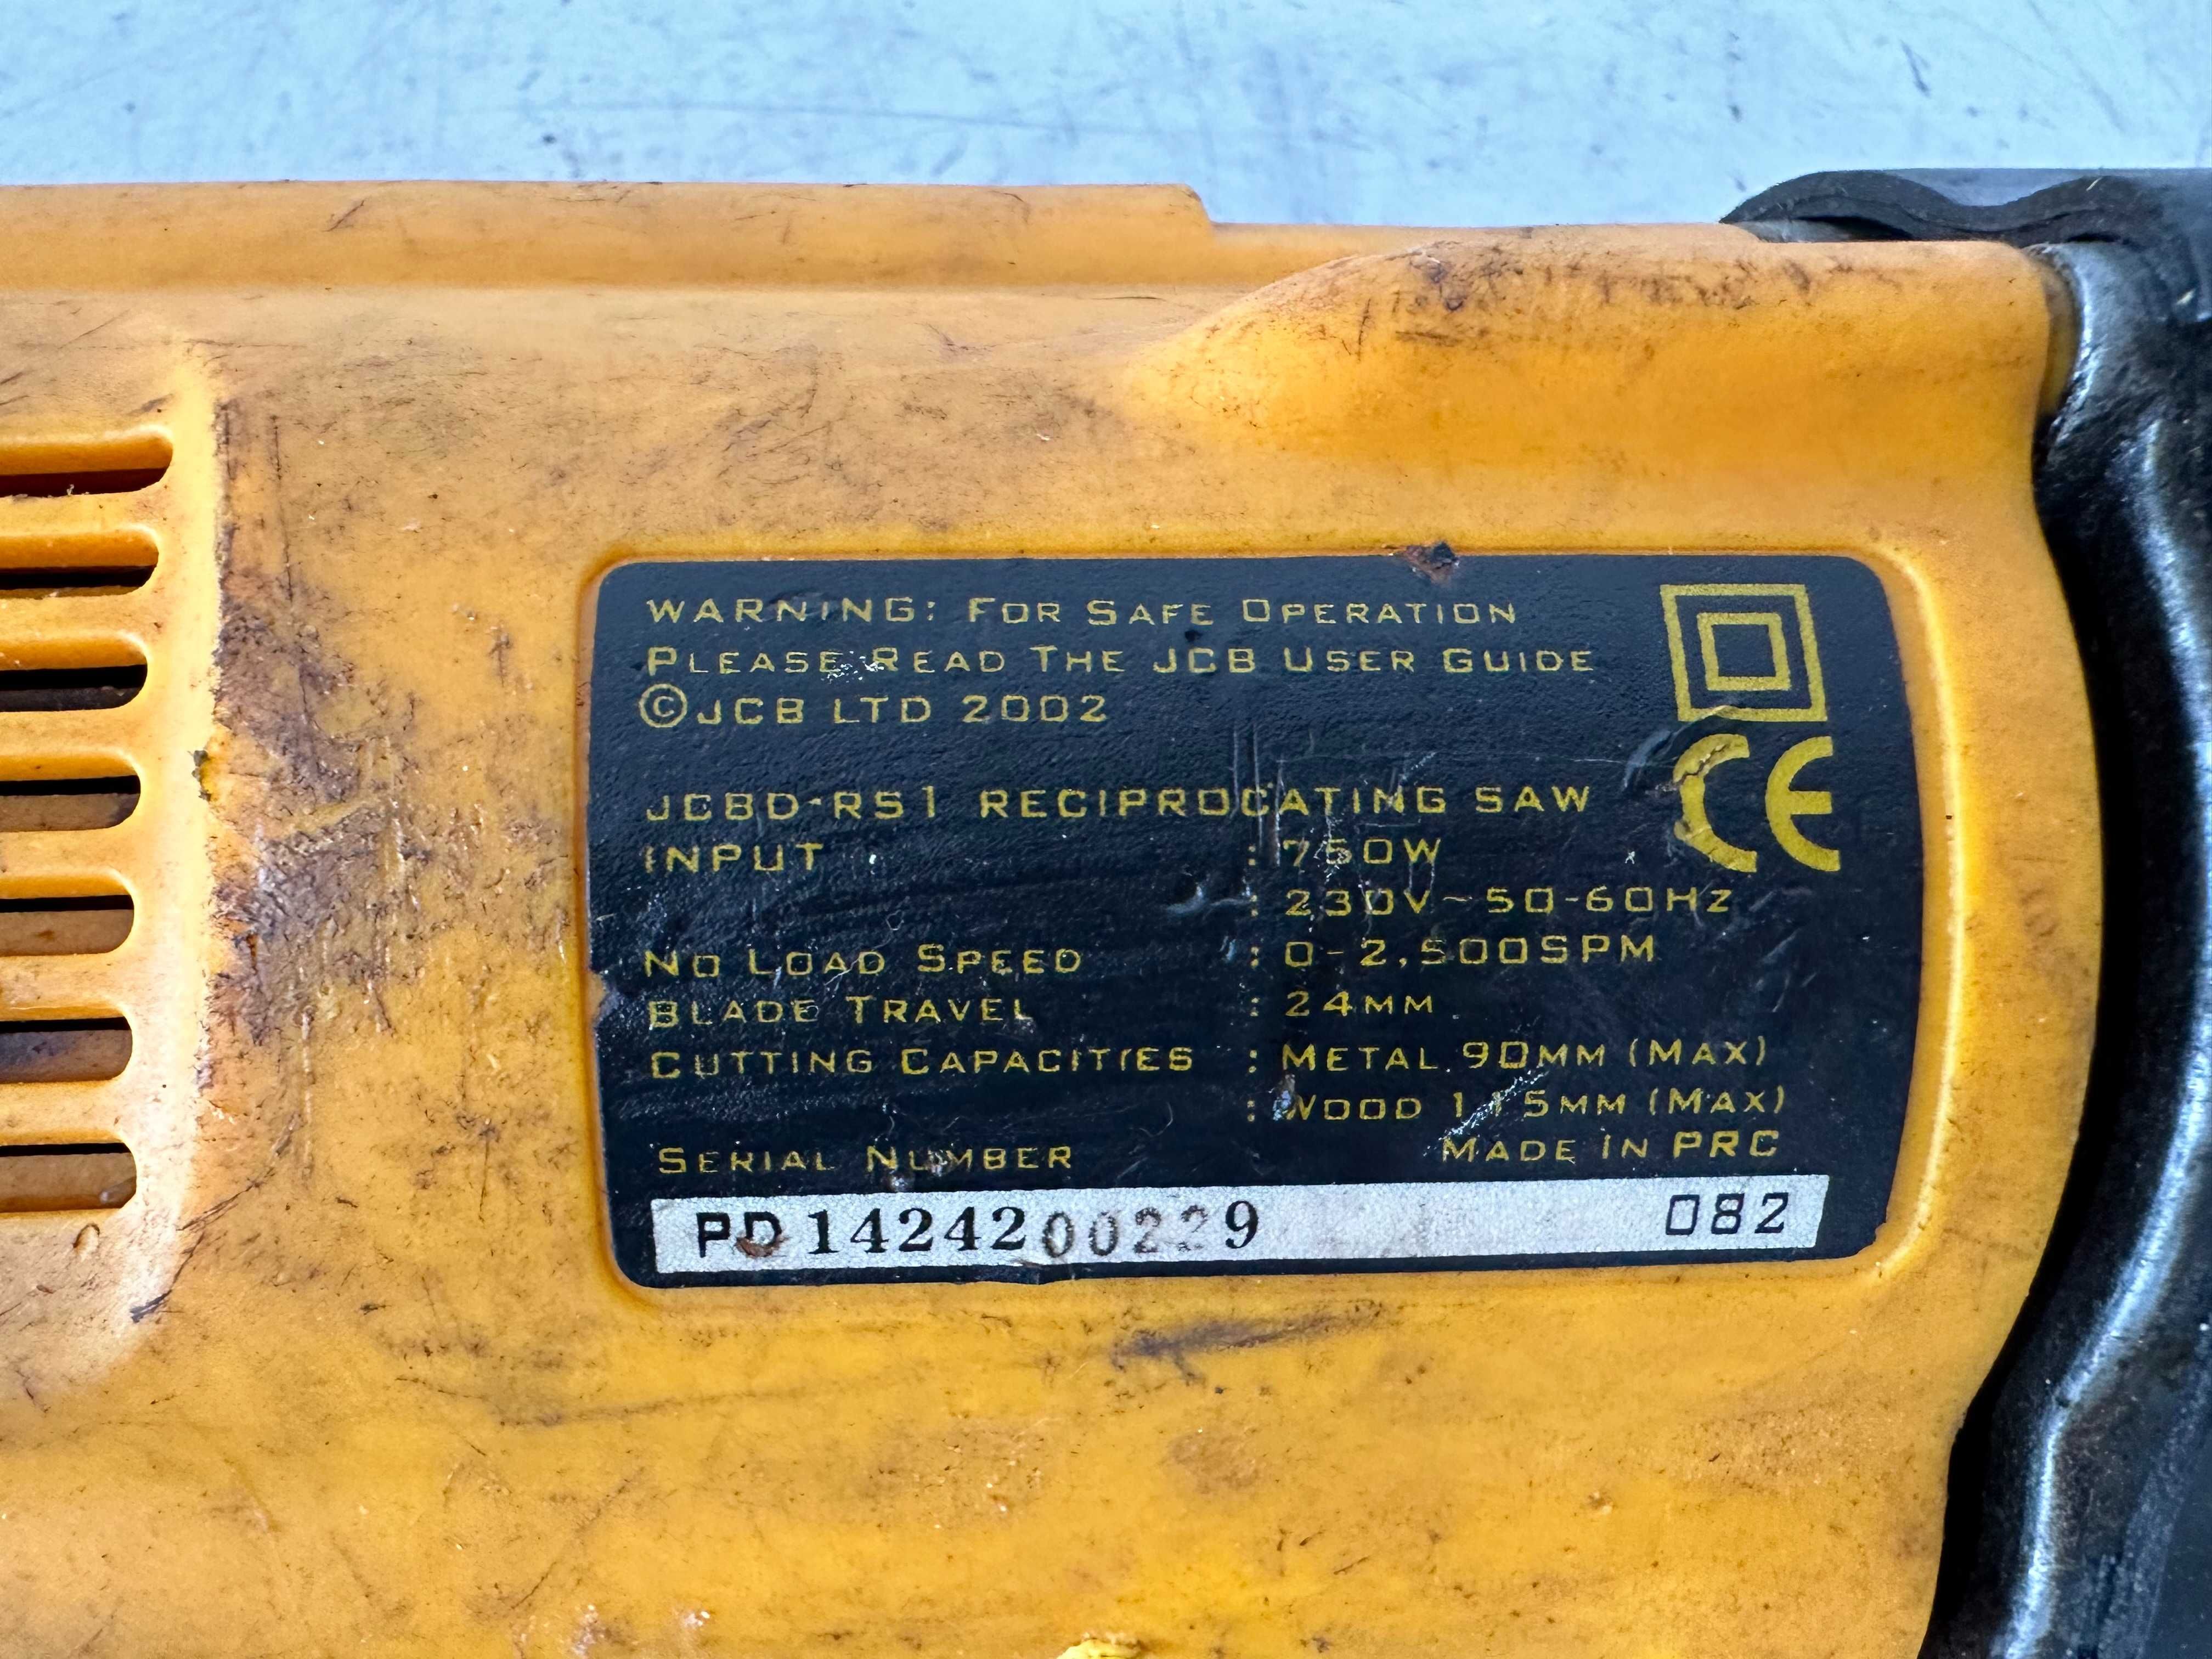 WARNING: FOR SAFE OPERATION
PLEASE READ THE JCB USER GUIDE
©JCB LTD 2002
CE
JCBD-RS1 RECIPROCATING SAW
INPUT : 750W
: 230V~50-60HZ
NO LOAD SPEED : 0-2,500SPM
BLADE TRAVEL : 24MM
CUTTING CAPACITIES : METAL 90MM (MAX)
: WOOD 115MM (MAX)
SERIAL NUMBER MADE IN PRC
PD 1424200229 082